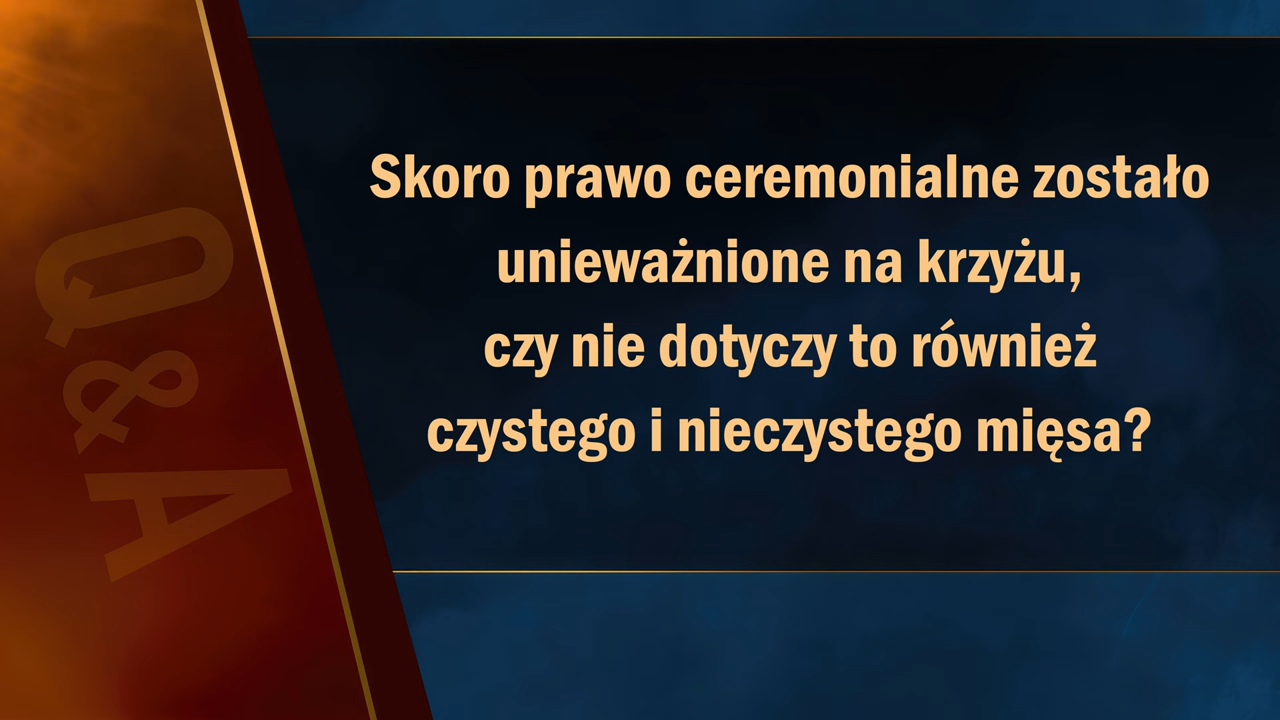 Q&A
Skoro prawo ceremonialne zostało
unieważnione na krzyżu,
czy nie dotyczy to również
czystego i nieczystego mięsa?